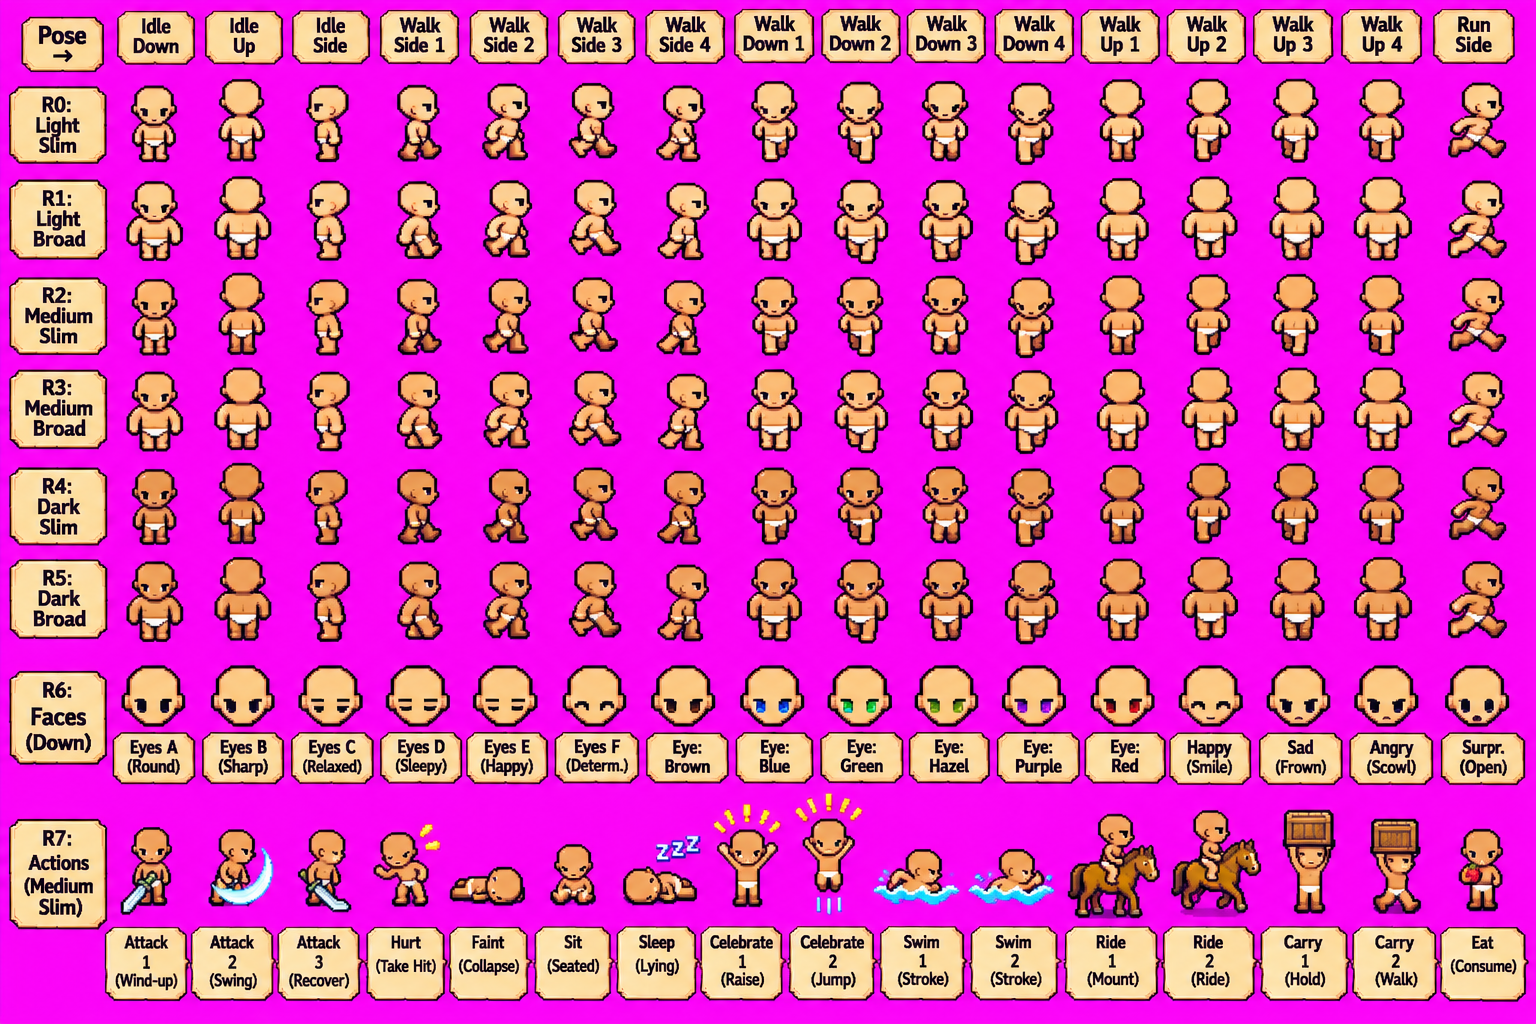 Pose
→
Idle
Down
Idle
Up
Idle
Side
Walk
Side 1
Walk
Side 2
Walk
Side 3
Walk
Side 4
Walk
Down 1
Walk
Down 2
Walk
Down 3
Walk
Down 4
Walk
Up 1
Walk
Up 2
Walk
Up 3
Walk
Up 4
Run
Side
R0:
Light
Slim
R1:
Light
Broad
R2:
Medium
Slim
R3:
Medium
Broad
R4:
Dark
Slim
R5:
Dark
Broad
R6:
Faces
(Down)
Eyes A
(Round)
Eyes B
(Sharp)
Eyes C
(Relaxed)
Eyes D
(Sleepy)
Eyes E
(Happy)
Eyes F
(Determ.)
Eye:
Brown
Eye:
Blue
Eye:
Green
Eye:
Hazel
Eye:
Purple
Eye:
Red
Happy
(Smile)
Sad
(Frown)
Angry
(Scowl)
Surpr.
(Open)
R7:
Actions
(Medium
Slim)
! ! !
ZZZ
Attack
1
(Wind-up)
Attack
2
(Swing)
Attack
3
(Recover)
Hurt
(Take Hit)
Faint
(Collapse)
Sit
(Seated)
Sleep
(Lying)
Celebrate
1
(Raise)
Celebrate
2
(Jump)
Swim
1
(Stroke)
Swim
2
(Stroke)
Ride
1
(Mount)
Ride
2
(Ride)
Carry
1
(Hold)
Carry
2
(Walk)
Eat
(Consume)